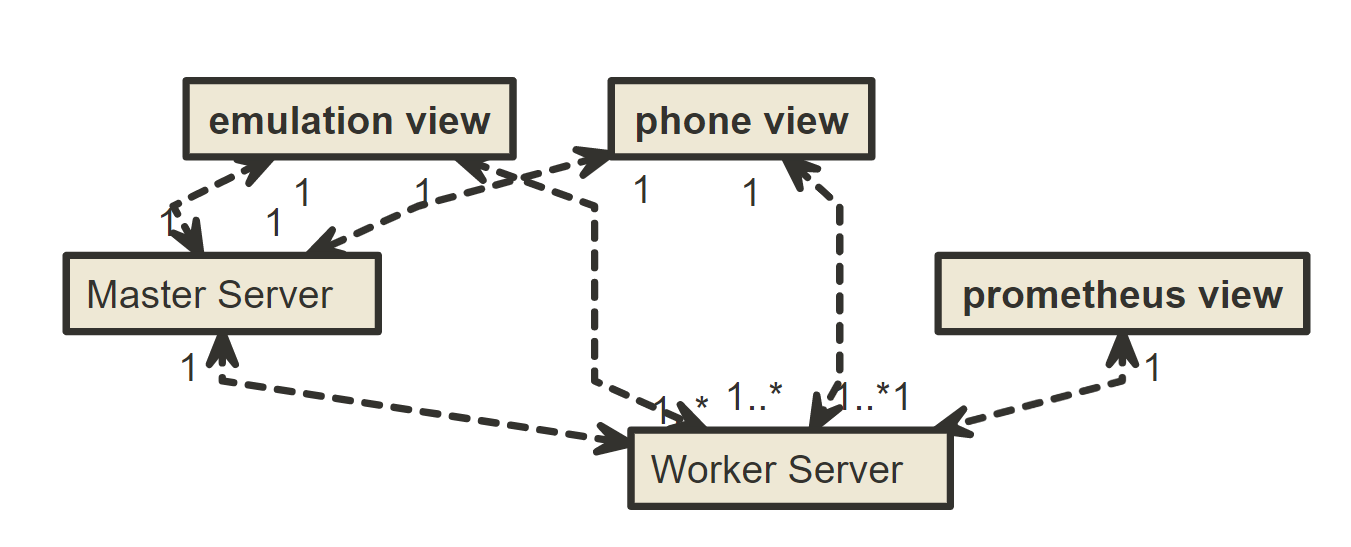 emulation view
phone view
1
1
1
1
1
1
Master Server
prometheus view
1
1
1..*
1..*
1..*
1
Worker Server